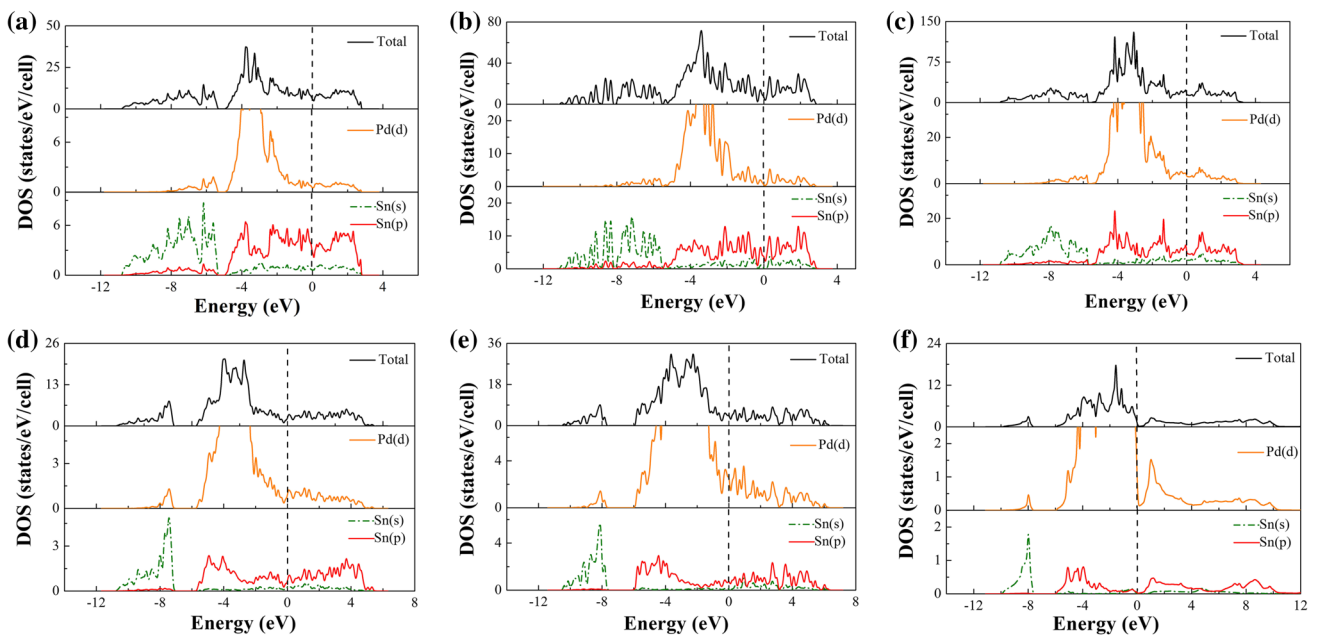 (a)
DOS (states/eV/cell)
50
25
0
Total
6
0
Pd(d)
6
0
Sn(s)
Sn(p)
-12 -8 -4 0 4
Energy (eV)
(b)
DOS (states/eV/cell)
80
40
0
Total
20
0
Pd(d)
20
0
Sn(s)
Sn(p)
-12 -8 -4 0 4
Energy (eV)
(c)
DOS (states/eV/cell)
150
75
0
Total
20
0
Pd(d)
20
0
Sn(s)
Sn(p)
-12 -8 -4 0 4
Energy (eV)
(d)
DOS (states/eV/cell)
26
13
0
Total
3
0
Pd(d)
3
0
Sn(s)
Sn(p)
-12 -8 -4 0 4 8
Energy (eV)
(e)
DOS (states/eV/cell)
36
18
0
Total
4
0
Pd(d)
4
0
Sn(s)
Sn(p)
-12 -8 -4 0 4 8
Energy (eV)
(f)
DOS (states/eV/cell)
24
12
0
Total
2
1
0
Pd(d)
2
1
0
Sn(s)
Sn(p)
-12 -8 -4 0 4 8 12
Energy (eV)